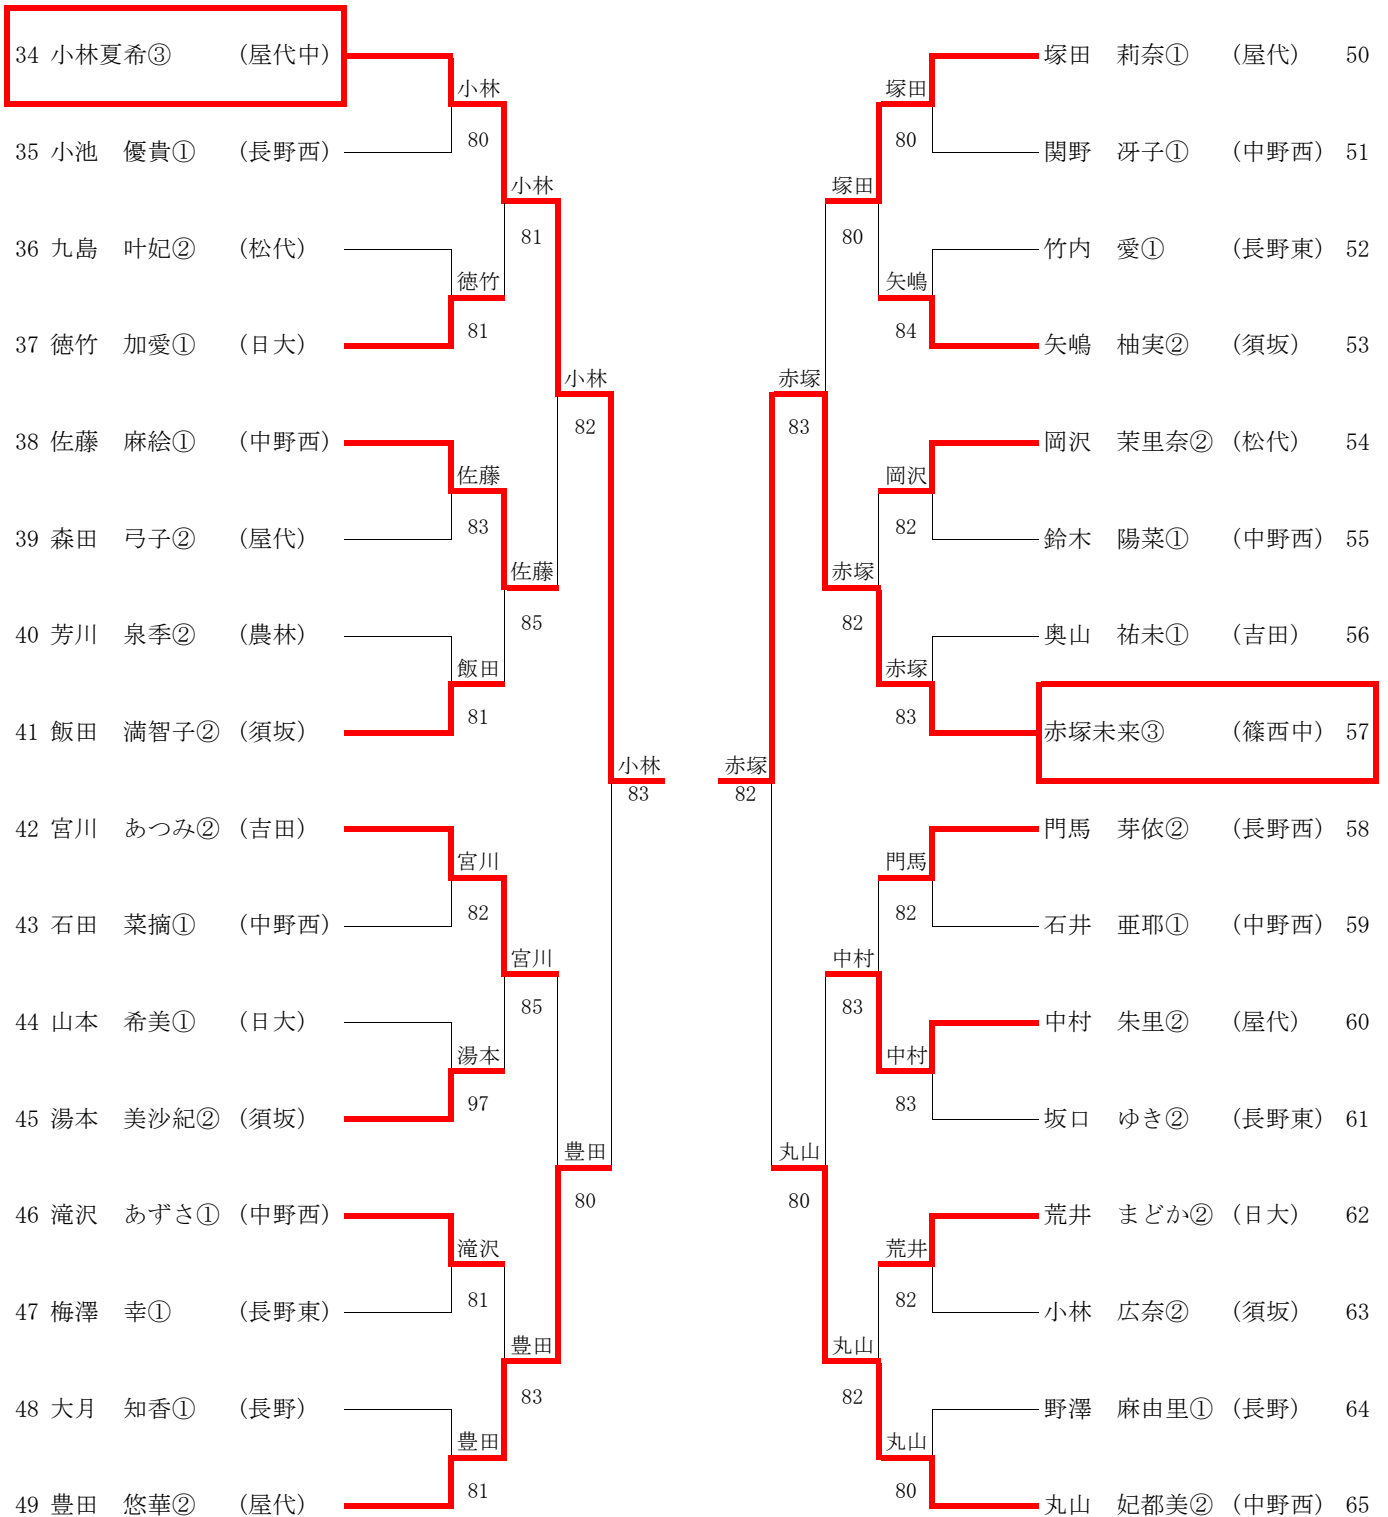 34 小林夏希③ (屋代中)
35 小池 優貴① (長野西)
36 九島 叶妃② (松代)
37 徳竹 加愛① (日大)
38 佐藤 麻絵① (中野西)
39 森田 弓子② (屋代)
40 芳川 泉季② (農林)
41 飯田 満智子② (須坂)
42 宮川 あつみ② (吉田)
43 石田 菜摘① (中野西)
44 山本 希美① (日大)
45 湯本 美沙紀② (須坂)
46 滝沢 あずさ① (中野西)
47 梅澤 幸① (長野東)
48 大月 知香① (長野)
49 豊田 悠華② (屋代)
小林
80
徳竹
81
佐藤
83
飯田
81
宮川
82
湯本
97
滝沢
81
豊田
81
小林
81
佐藤
85
宮川
85
豊田
83
小林
82
豊田
80
小林
83
赤塚
82
赤塚
83
丸山
80
塚田
80
赤塚
82
中村
83
丸山
82
塚田
80
矢嶋
84
岡沢
82
赤塚
83
門馬
82
中村
83
荒井
82
丸山
80
塚田 莉奈① (屋代) 50
関野 冴子① (中野西) 51
竹内 愛① (長野東) 52
矢嶋 柚実② (須坂) 53
岡沢 茉里奈② (松代) 54
鈴木 陽菜① (中野西) 55
奥山 祐未① (吉田) 56
赤塚未来③ (篠西中) 57
門馬 芽依② (長野西) 58
石井 亜耶① (中野西) 59
中村 朱里② (屋代) 60
坂口 ゆき② (長野東) 61
荒井 まどか② (日大) 62
小林 広奈② (須坂) 63
野澤 麻由里① (長野) 64
丸山 妃都美② (中野西) 65